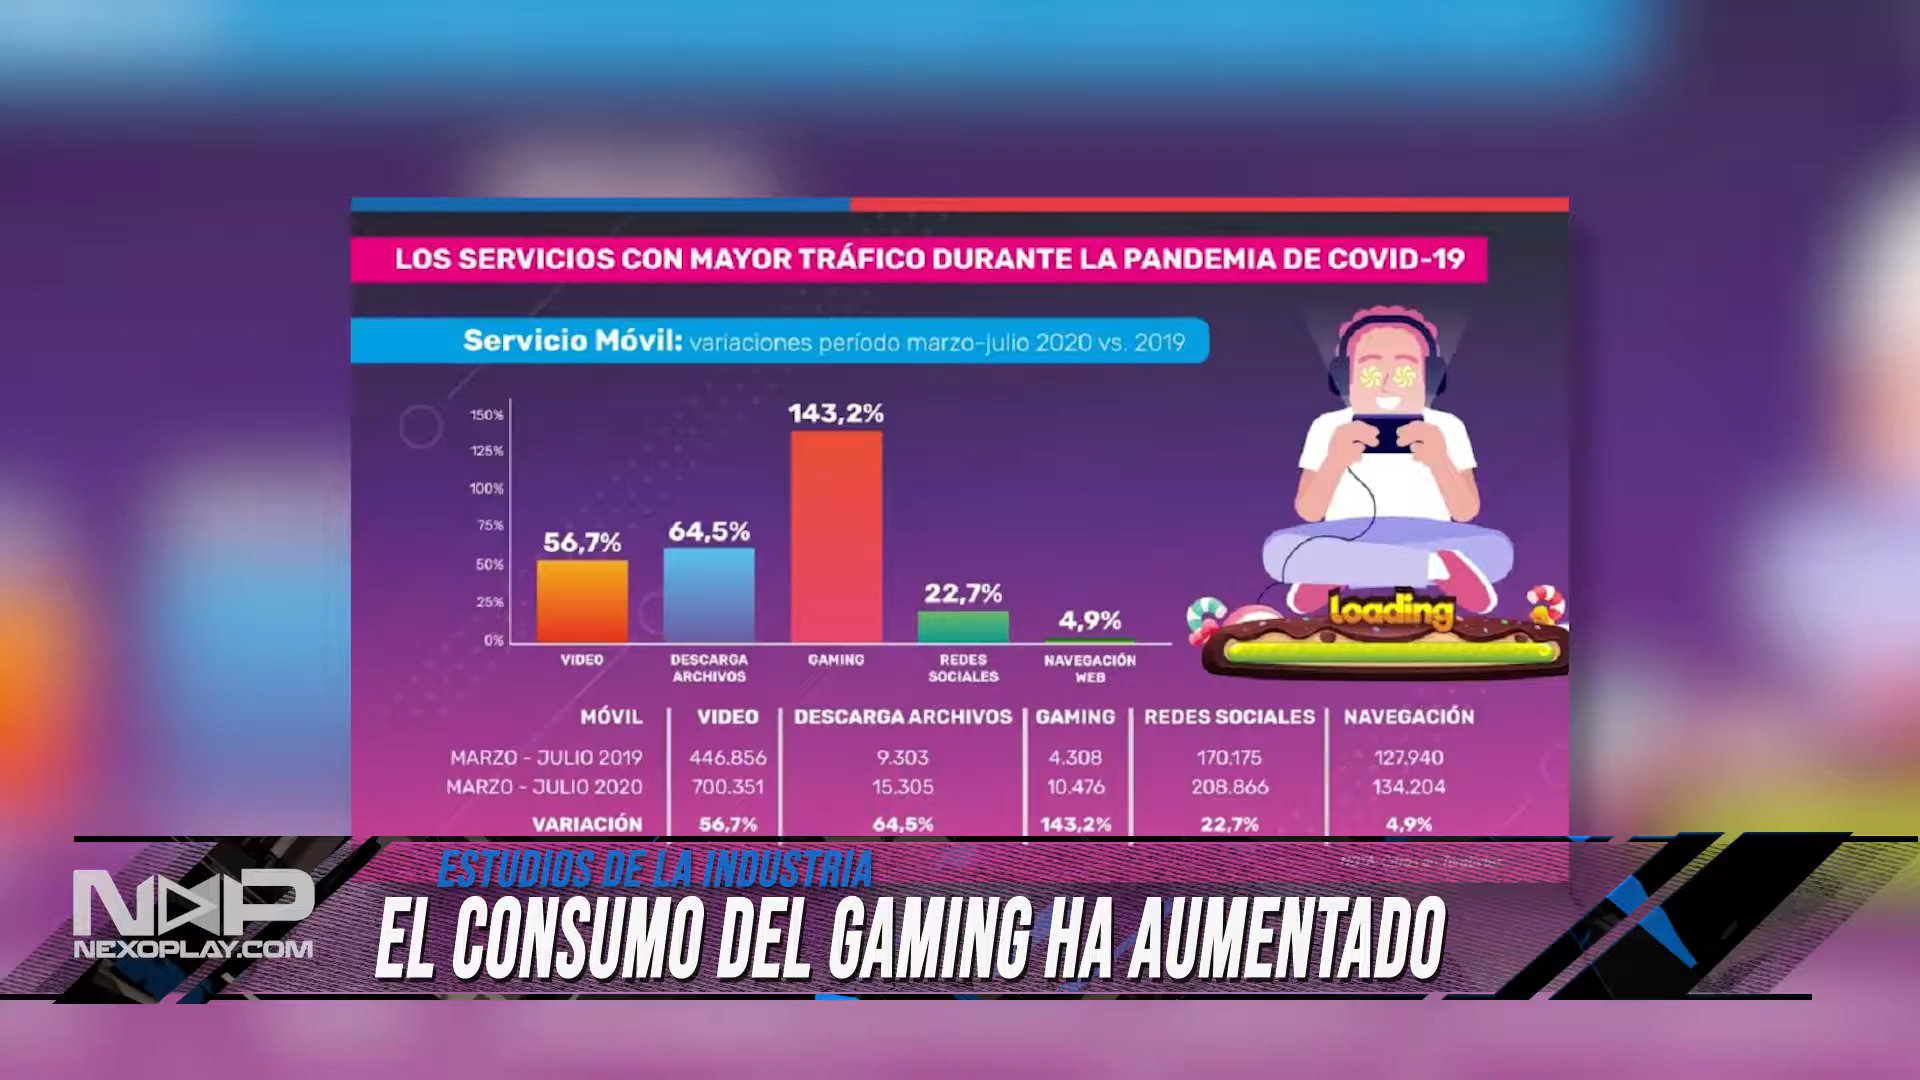 LOS SERVICIOS CON MAYOR TRÁFICO DURANTE LA PANDEMIA DE COVID-19
Servicio Móvil: variaciones período marzo-julio 2020 vs. 2019
150%
125%
100%
75%
50%
25%
0%
56,7%
64,5%
143,2%
22,7%
4,9%
VIDEO
DESCARGA
ARCHIVOS
GAMING
REDES
SOCIALES
NAVEGACIÓN
WEB
loading
MÓVIL VIDEO DESCARGA ARCHIVOS GAMING REDES SOCIALES NAVEGACIÓN
MARZO - JULIO 2019 446.856 9.303 4.308 170.175 127.940
MARZO - JULIO 2020 700.351 15.305 10.476 208.866 134.204
VARIACIÓN 56,7% 64,5% 143,2% 22,7% 4,9%
ESTUDIOS DE LA INDUSTRIA
EL CONSUMO DEL GAMING HA AUMENTADO
NXP
NEXOPLAY.COM